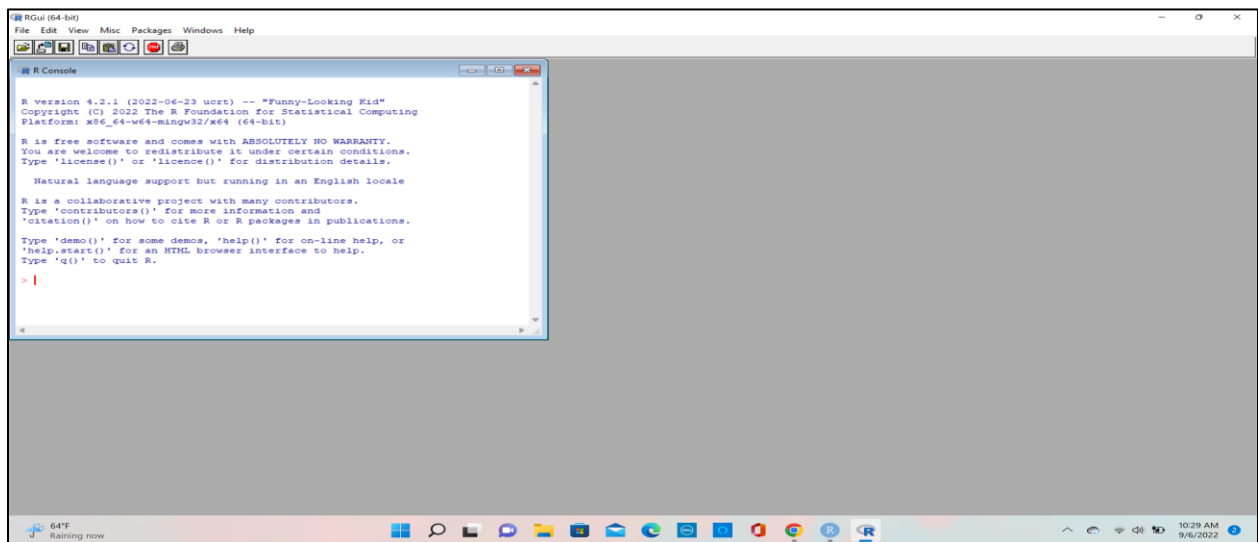 RGui (64-bit)
File Edit View Misc Packages Windows Help
STOP
R Console
R version 4.2.1 (2022-06-23 ucrt) -- "Funny-Looking Kid"
Copyright (C) 2022 The R Foundation for Statistical Computing
Platform: x86_64-w64-mingw32/x64 (64-bit)
R is free software and comes with ABSOLUTELY NO WARRANTY.
You are welcome to redistribute it under certain conditions.
Type 'license()' or 'licence()' for distribution details.
Natural language support but running in an English locale
R is a collaborative project with many contributors.
Type 'contributors()' for more information and
'citation()' on how to cite R or R packages in publications.
Type 'demo()' for some demos, 'help()' for on-line help, or
'help.start()' for an HTML browser interface to help.
Type 'q()' to quit R.
>
64°F
Raining now
10:29 AM
9/6/2022
2